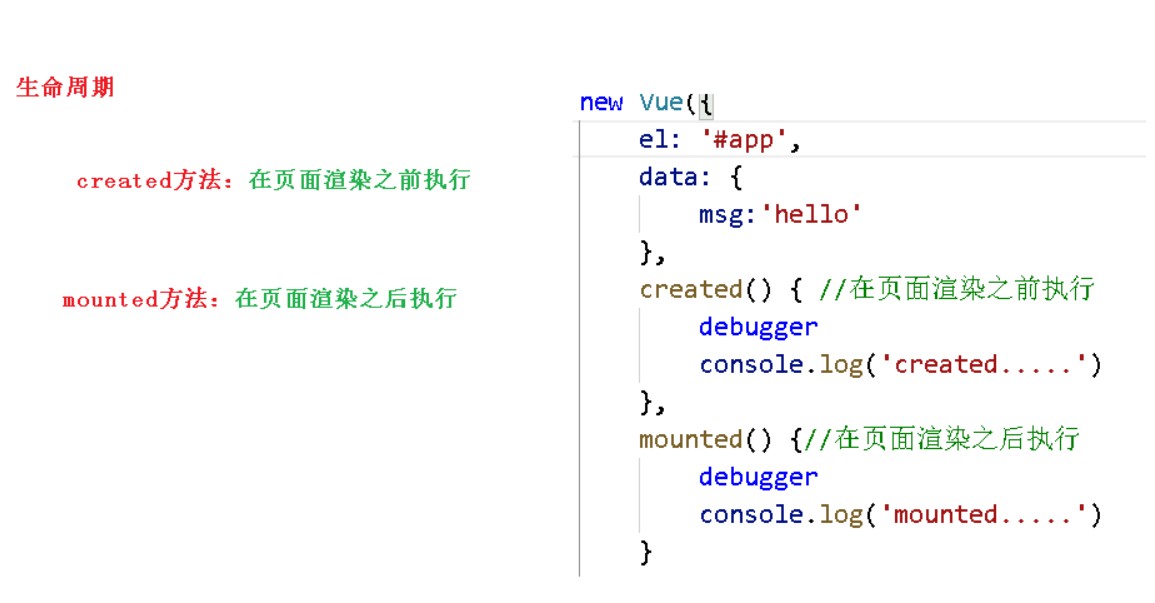 生命周期
created方法：在页面渲染之前执行
mounted方法：在页面渲染之后执行
new Vue({
el: '#app',
data: {
msg:'hello'
},
created() { //在页面渲染之前执行
debugger
console.log('created.....')
},
mounted() {//在页面渲染之后执行
debugger
console.log('mounted.....')
}